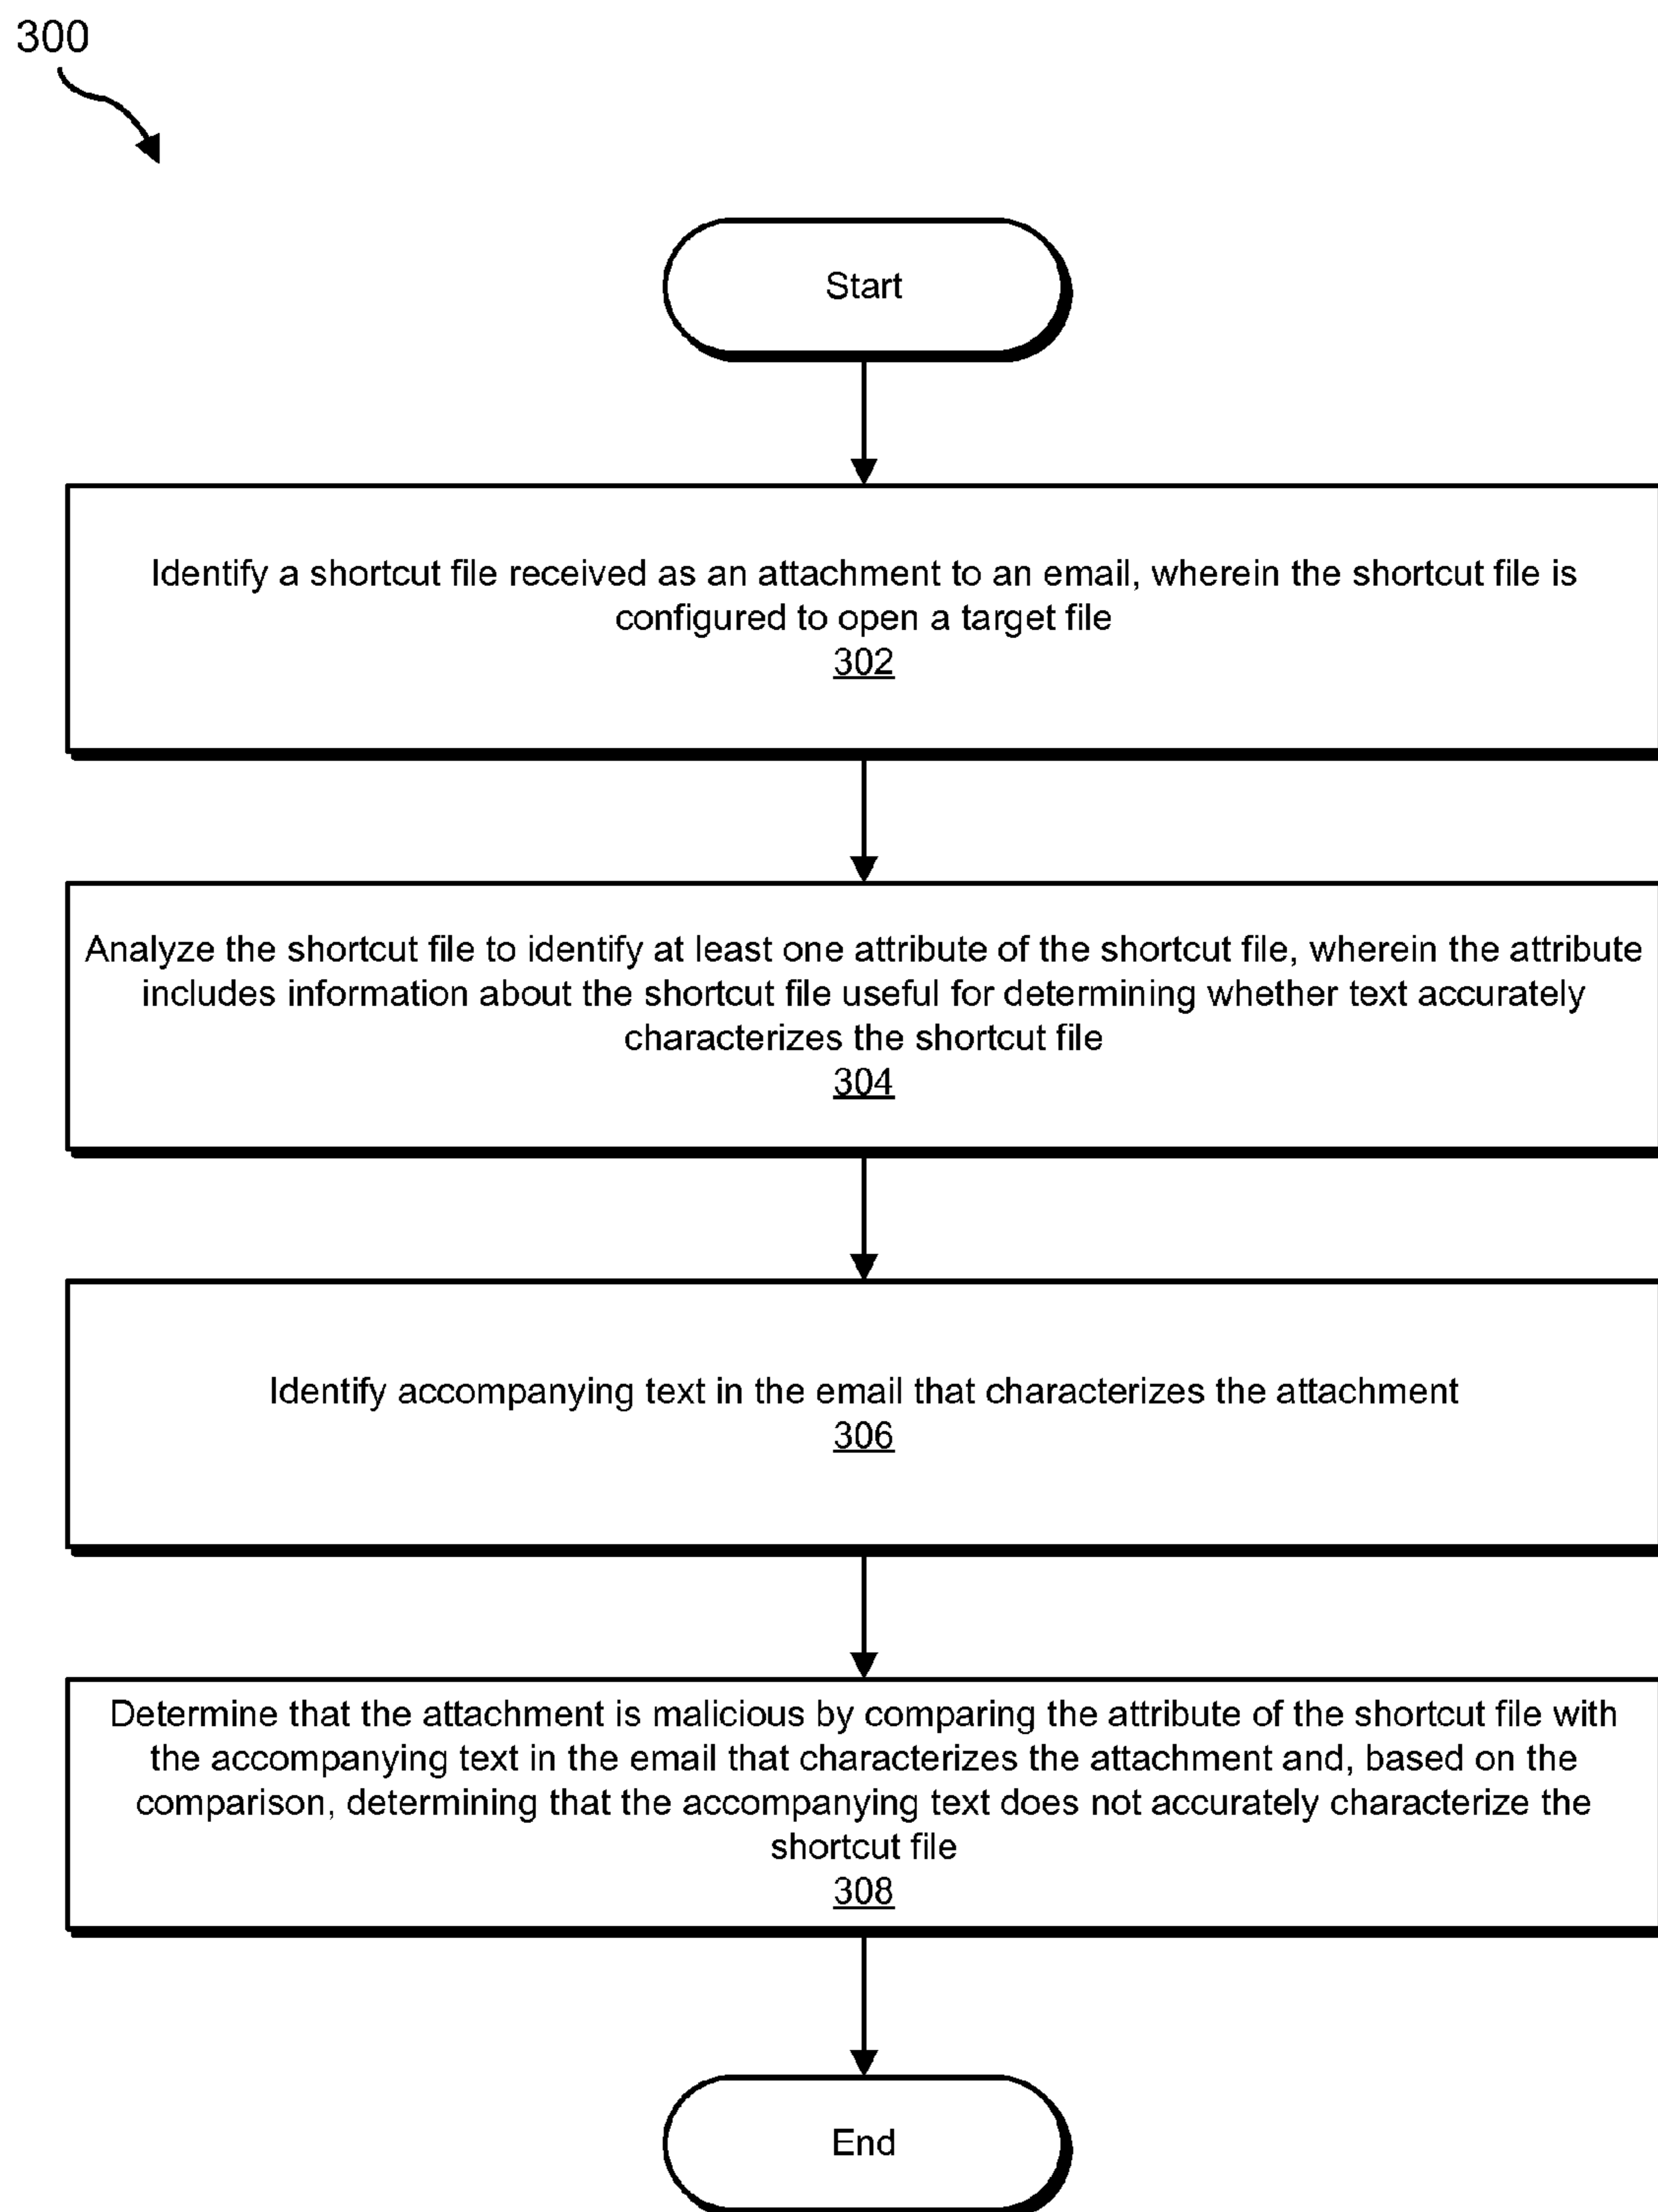 300
Start
Identify a shortcut file received as an attachment to an email, wherein the shortcut file is
configured to open a target file
302
Analyze the shortcut file to identify at least one attribute of the shortcut file, wherein the attribute
includes information about the shortcut file useful for determining whether text accurately
characterizes the shortcut file
304
Identify accompanying text in the email that characterizes the attachment
306
Determine that the attachment is malicious by comparing the attribute of the shortcut file with
the accompanying text in the email that characterizes the attachment and, based on the
comparison, determining that the accompanying text does not accurately characterize the
shortcut file
308
End